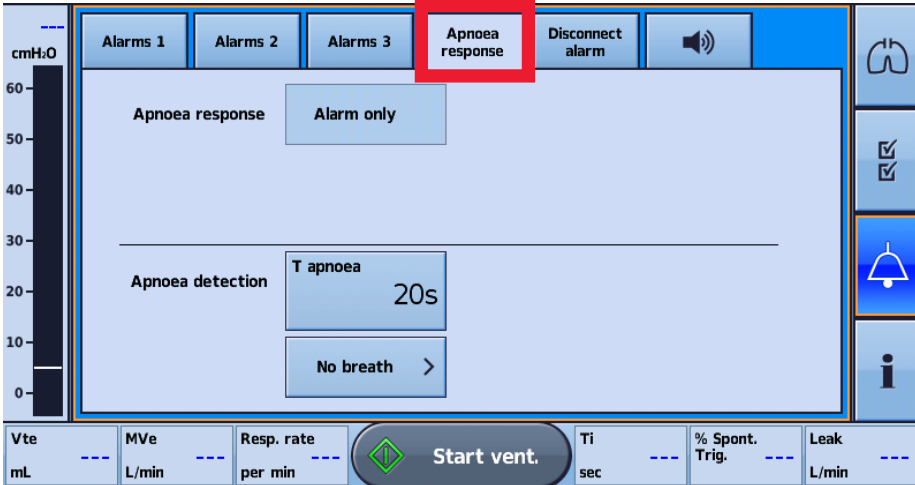 ---
cmH₂O
60
50
40
30
20
10
0
Alarms 1
Alarms 2
Alarms 3
Apnoea
response
Disconnect
alarm
Apnoea response
Alarm only
Apnoea detection
T apnoea
20s
No breath >
Vte
---
mL
MVe
---
L/min
Resp. rate
---
per min
Start vent.
Ti
---
sec
% Spont.
Trig. ---
Leak
---
L/min
i